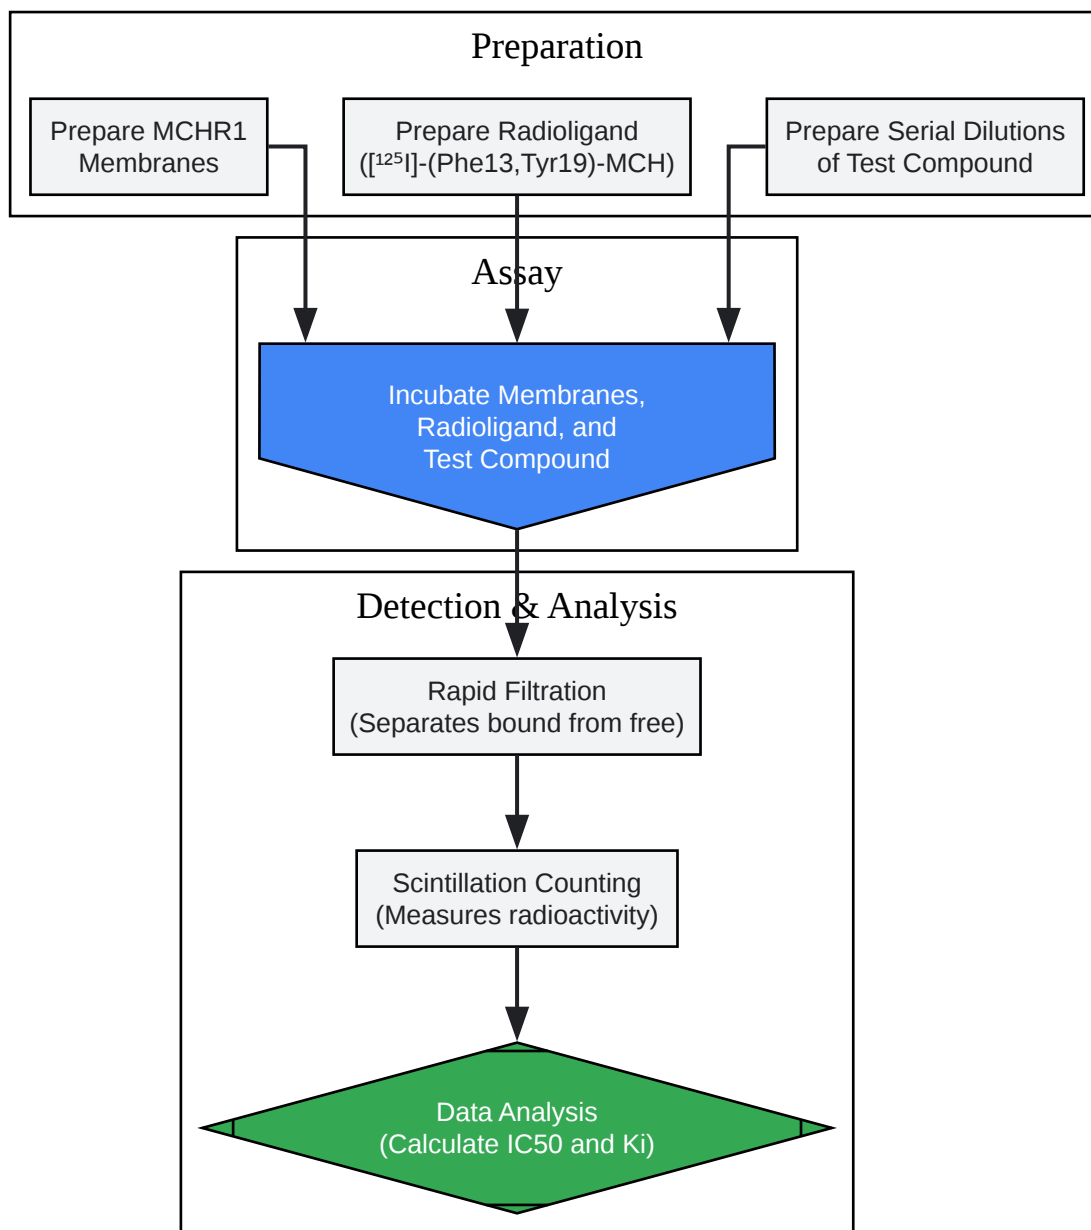 Preparation
Prepare MCHR1
Membranes
Prepare Radioligand
([¹²⁵I]-(Phe13,Tyr19)-MCH)
Prepare Serial Dilutions
of Test Compound
Assay
Incubate Membranes,
Radioligand, and
Test Compound
Detection & Analysis
Rapid Filtration
(Separates bound from free)
Scintillation Counting
(Measures radioactivity)
Data Analysis
(Calculate IC50 and Ki)